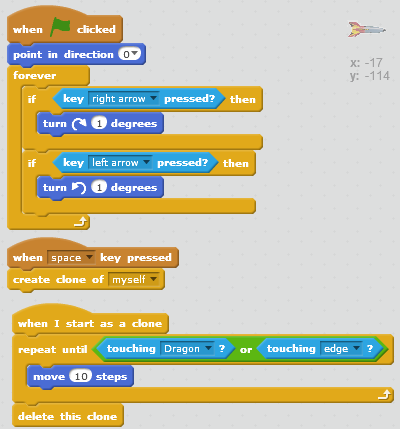 when clicked
point in direction 0
forever
if key right arrow pressed? then
turn 1 degrees
if key left arrow pressed? then
turn 1 degrees
when space key pressed
create clone of myself
when I start as a clone
repeat until touching Dragon ? or touching edge ?
move 10 steps
delete this clone
x: -17
y: -114